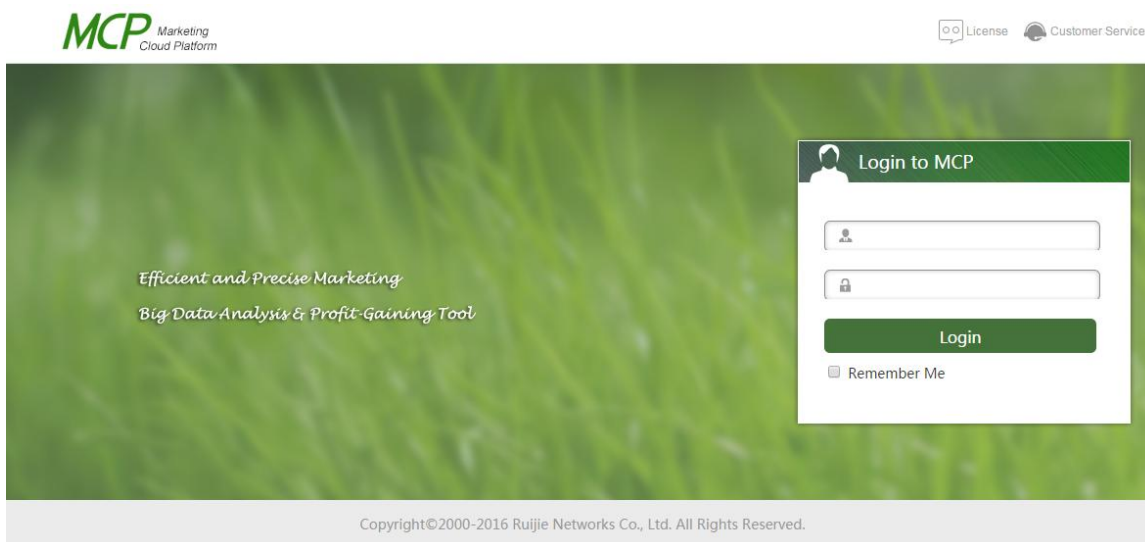 MCP Marketing
Cloud Platform
License Customer Service
Login to MCP
Efficient and Precise Marketing
Big Data Analysis & Profit-Gaining Tool
Login
Remember Me
Copyright©2000-2016 Ruijie Networks Co., Ltd. All Rights Reserved.